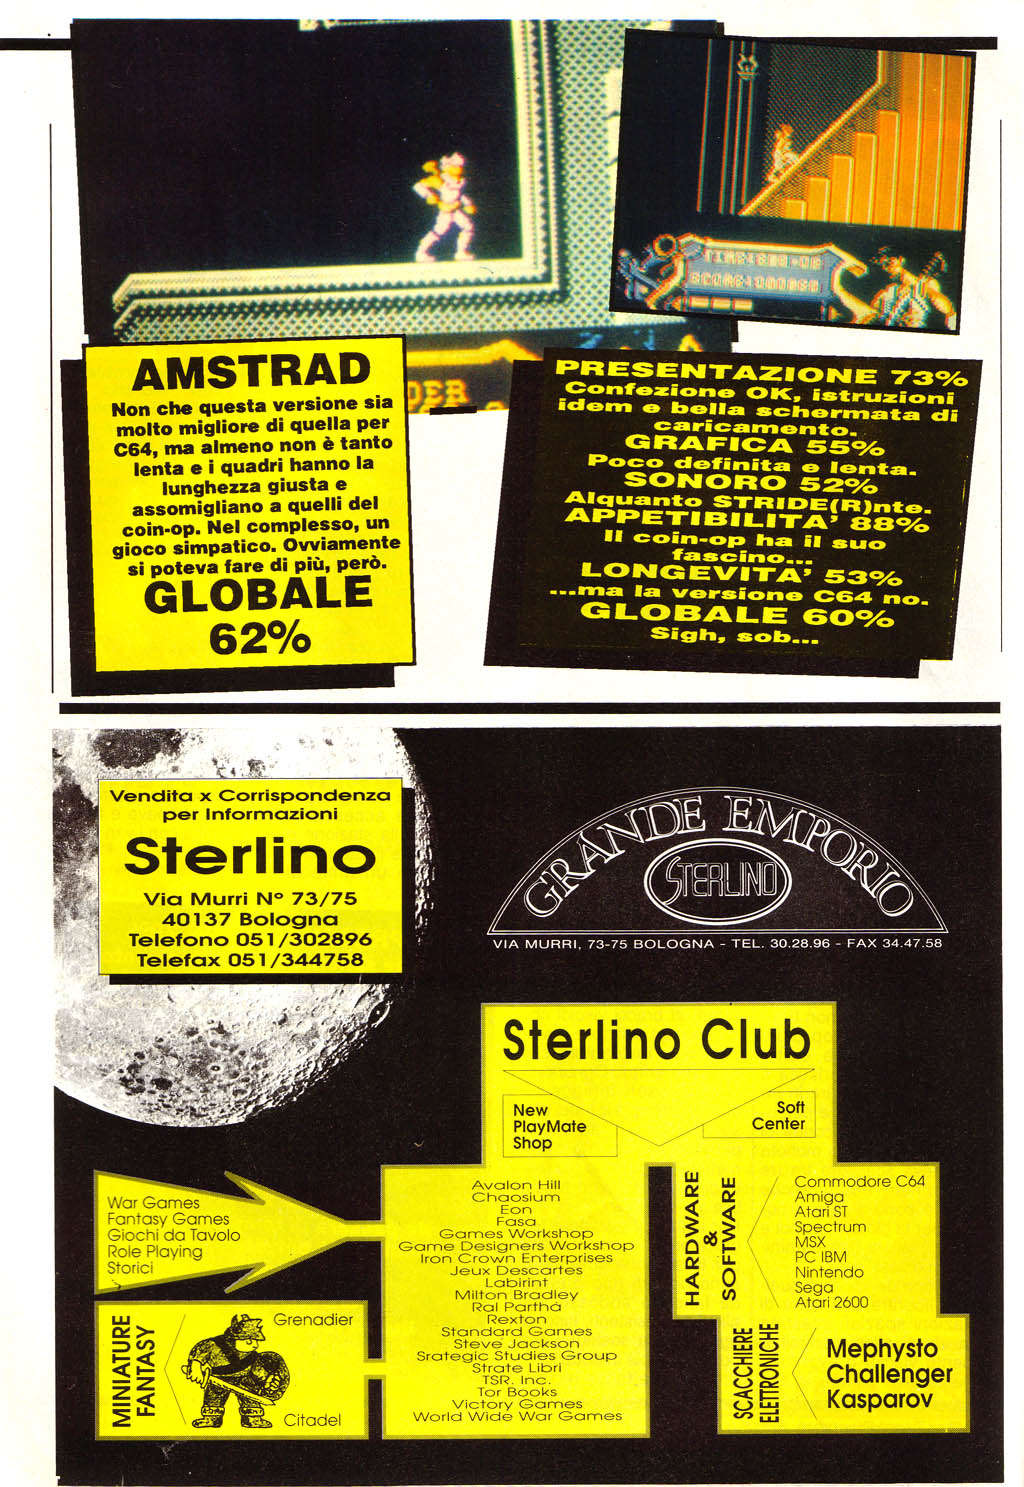 TIME:
SCORE:
DER
AMSTRAD
Non che questa versione sia
molto migliore di quella per
C64, ma almeno non è tanto
lenta e i quadri hanno la
lunghezza giusta e
assomigliano a quelli del
coin-op. Nel complesso, un
gioco simpatico. Ovviamente
si poteva fare di più, però.
GLOBALE
62%
PRESENTAZIONE 73%
Confezione OK, istruzioni
idem e bella schermata di
caricamento.
GRAFICA 55%
Poco definita e lenta.
SONORO 52%
Alquanto STRIDE(R)nte.
APPETIBILITA' 88%
Il coin-op ha il suo
fascino...
LONGEVITA' 53%
...ma la versione C64 no.
GLOBALE 60%
Sigh, sob...
Vendita x Corrispondenza
per Informazioni
Sterlino
Via Murri N° 73/75
40137 Bologna
Telefono 051/302896
Telefax 051/344758
GRANDE EMPORIO
STERLINO
VIA MURRI, 73-75 BOLOGNA - TEL. 30.28.96 - FAX 34.47.58
Sterlino Club
New
PlayMate
Shop
Soft
Center
War Games
Fantasy Games
Giochi da Tavolo
Role Playing
Storici
MINIATURE
FANTASY
Grenadier
Citadel
Avalon Hill
Chaosium
Eon
Fasa
Games Workshop
Game Designers Workshop
Iron Crown Enterprises
Jeux Descartes
Labirint
Milton Bradley
Ral Parthá
Rexton
Standard Games
Steve Jackson
Srategic Studies Group
Strate Libri
TSR. Inc.
Tor Books
Victory Games
World Wide War Games
HARDWARE
&
SOFTWARE
Commodore C64
Amiga
Atari ST
Spectrum
MSX
PC IBM
Nintendo
Sega
Atari 2600
SCACCHIERE
ELETTRONICHE
Mephysto
Challenger
Kasparov